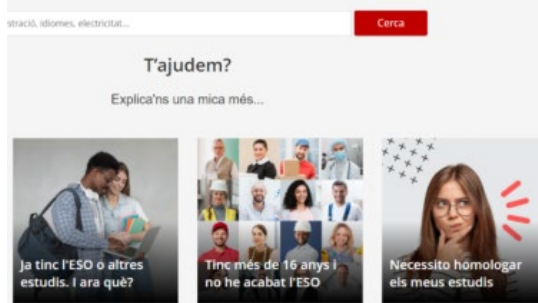 stració, idiomes, electricitat...
Cerca
T'ajudem?
Explica'ns una mica més...
Ja tinc l'ESO o altres
estudis. I ara què?
Tinc més de 16 anys i
no he acabat l'ESO
Necessito homologar
els meus estudis